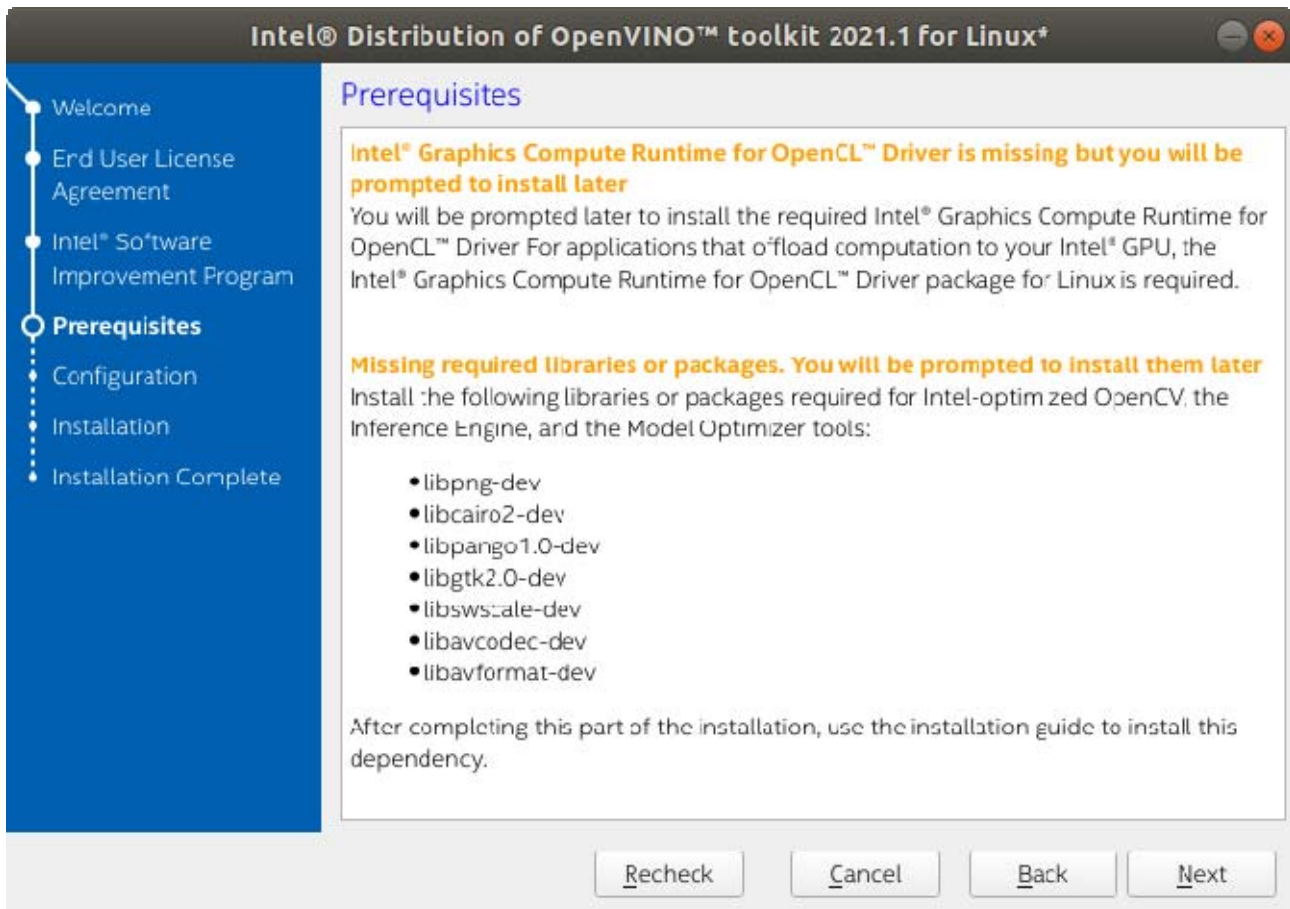 Intel® Distribution of OpenVINO™ toolkit 2021.1 for Linux*
Welcome
End User License
Agreement
Intel® Software
Improvement Program
Prerequisites
Configuration
Installation
Installation Complete
Prerequisites
Intel® Graphics Compute Runtime for OpenCL™ Driver is missing but you will be
prompted to install later
You will be prompted later to install the required Intel® Graphics Compute Runtime for
OpenCL™ Driver For applications that offload computation to your Intel® GPU, the
Intel® Graphics Compute Runtime for OpenCL™ Driver package for Linux is required.
Missing required libraries or packages. You will be prompted to install them later
Install the following libraries or packages required for Intel-optimized OpenCV, the
Inference Engine, and the Model Optimizer tools:
•libpng-dev
•libcairo2-dev
•libpango1.0-dev
•libgtk2.0-dev
•libswscale-dev
•libavcodec-dev
•libavformat-dev
After completing this part of the installation, use the installation guide to install this
dependency.
Recheck
Cancel
Back
Next